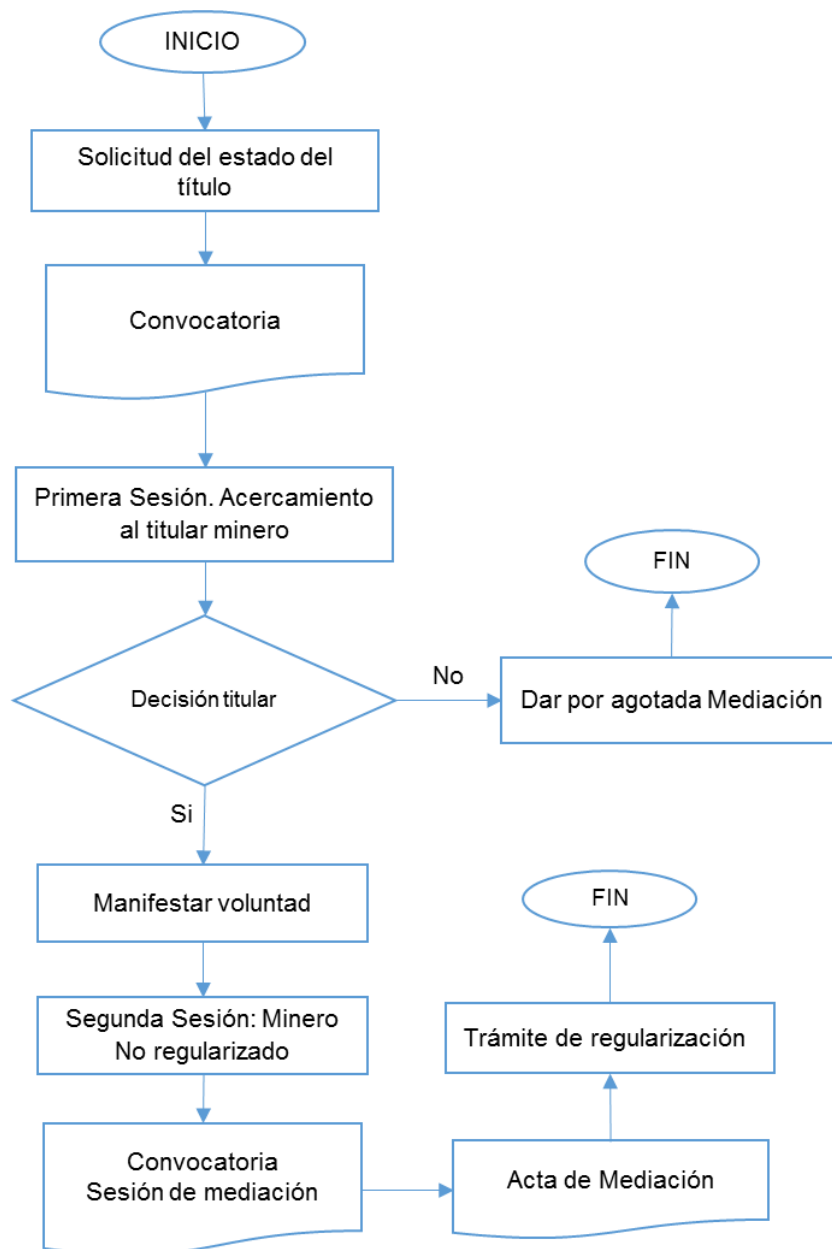 INICIO
Solicitud del estado del
título
Convocatoria
Primera Sesión. Acercamiento
al titular minero
Decisión titular
No
Dar por agotada Mediación
FIN
Si
Manifestar voluntad
Segunda Sesión: Minero
No regularizado
Convocatoria
Sesión de mediación
Acta de Mediación
Trámite de regularización
FIN